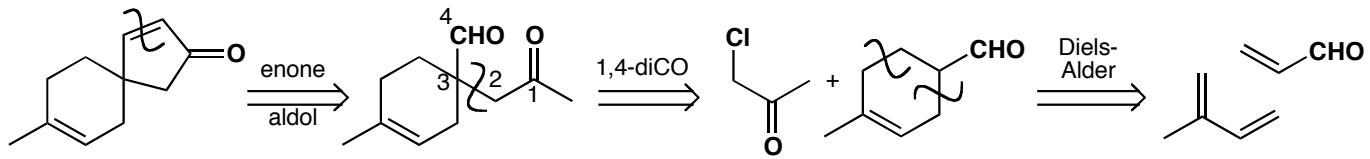 O
enone
aldol
4
CHO
O
3
2
1
1,4-diCO
Cl
O
+
CHO
Diels-
Alder
CHO